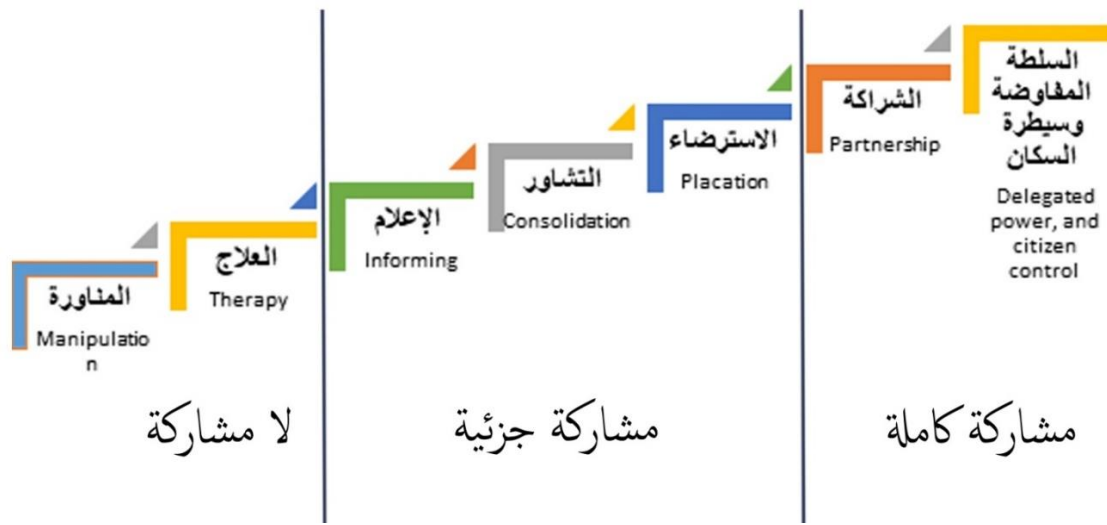 المناورة
Manipulatio
n
العلاج
Therapy
الإعلام
Informing
التشاور
Consolidation
الاسترضاء
Placation
الشراكة
Partnership
السلطة
المفاوضة
وسيطرة
السكان
Delegated
power, and
citizen
control
لا مشاركة
مشاركة جزئية
مشاركة كاملة